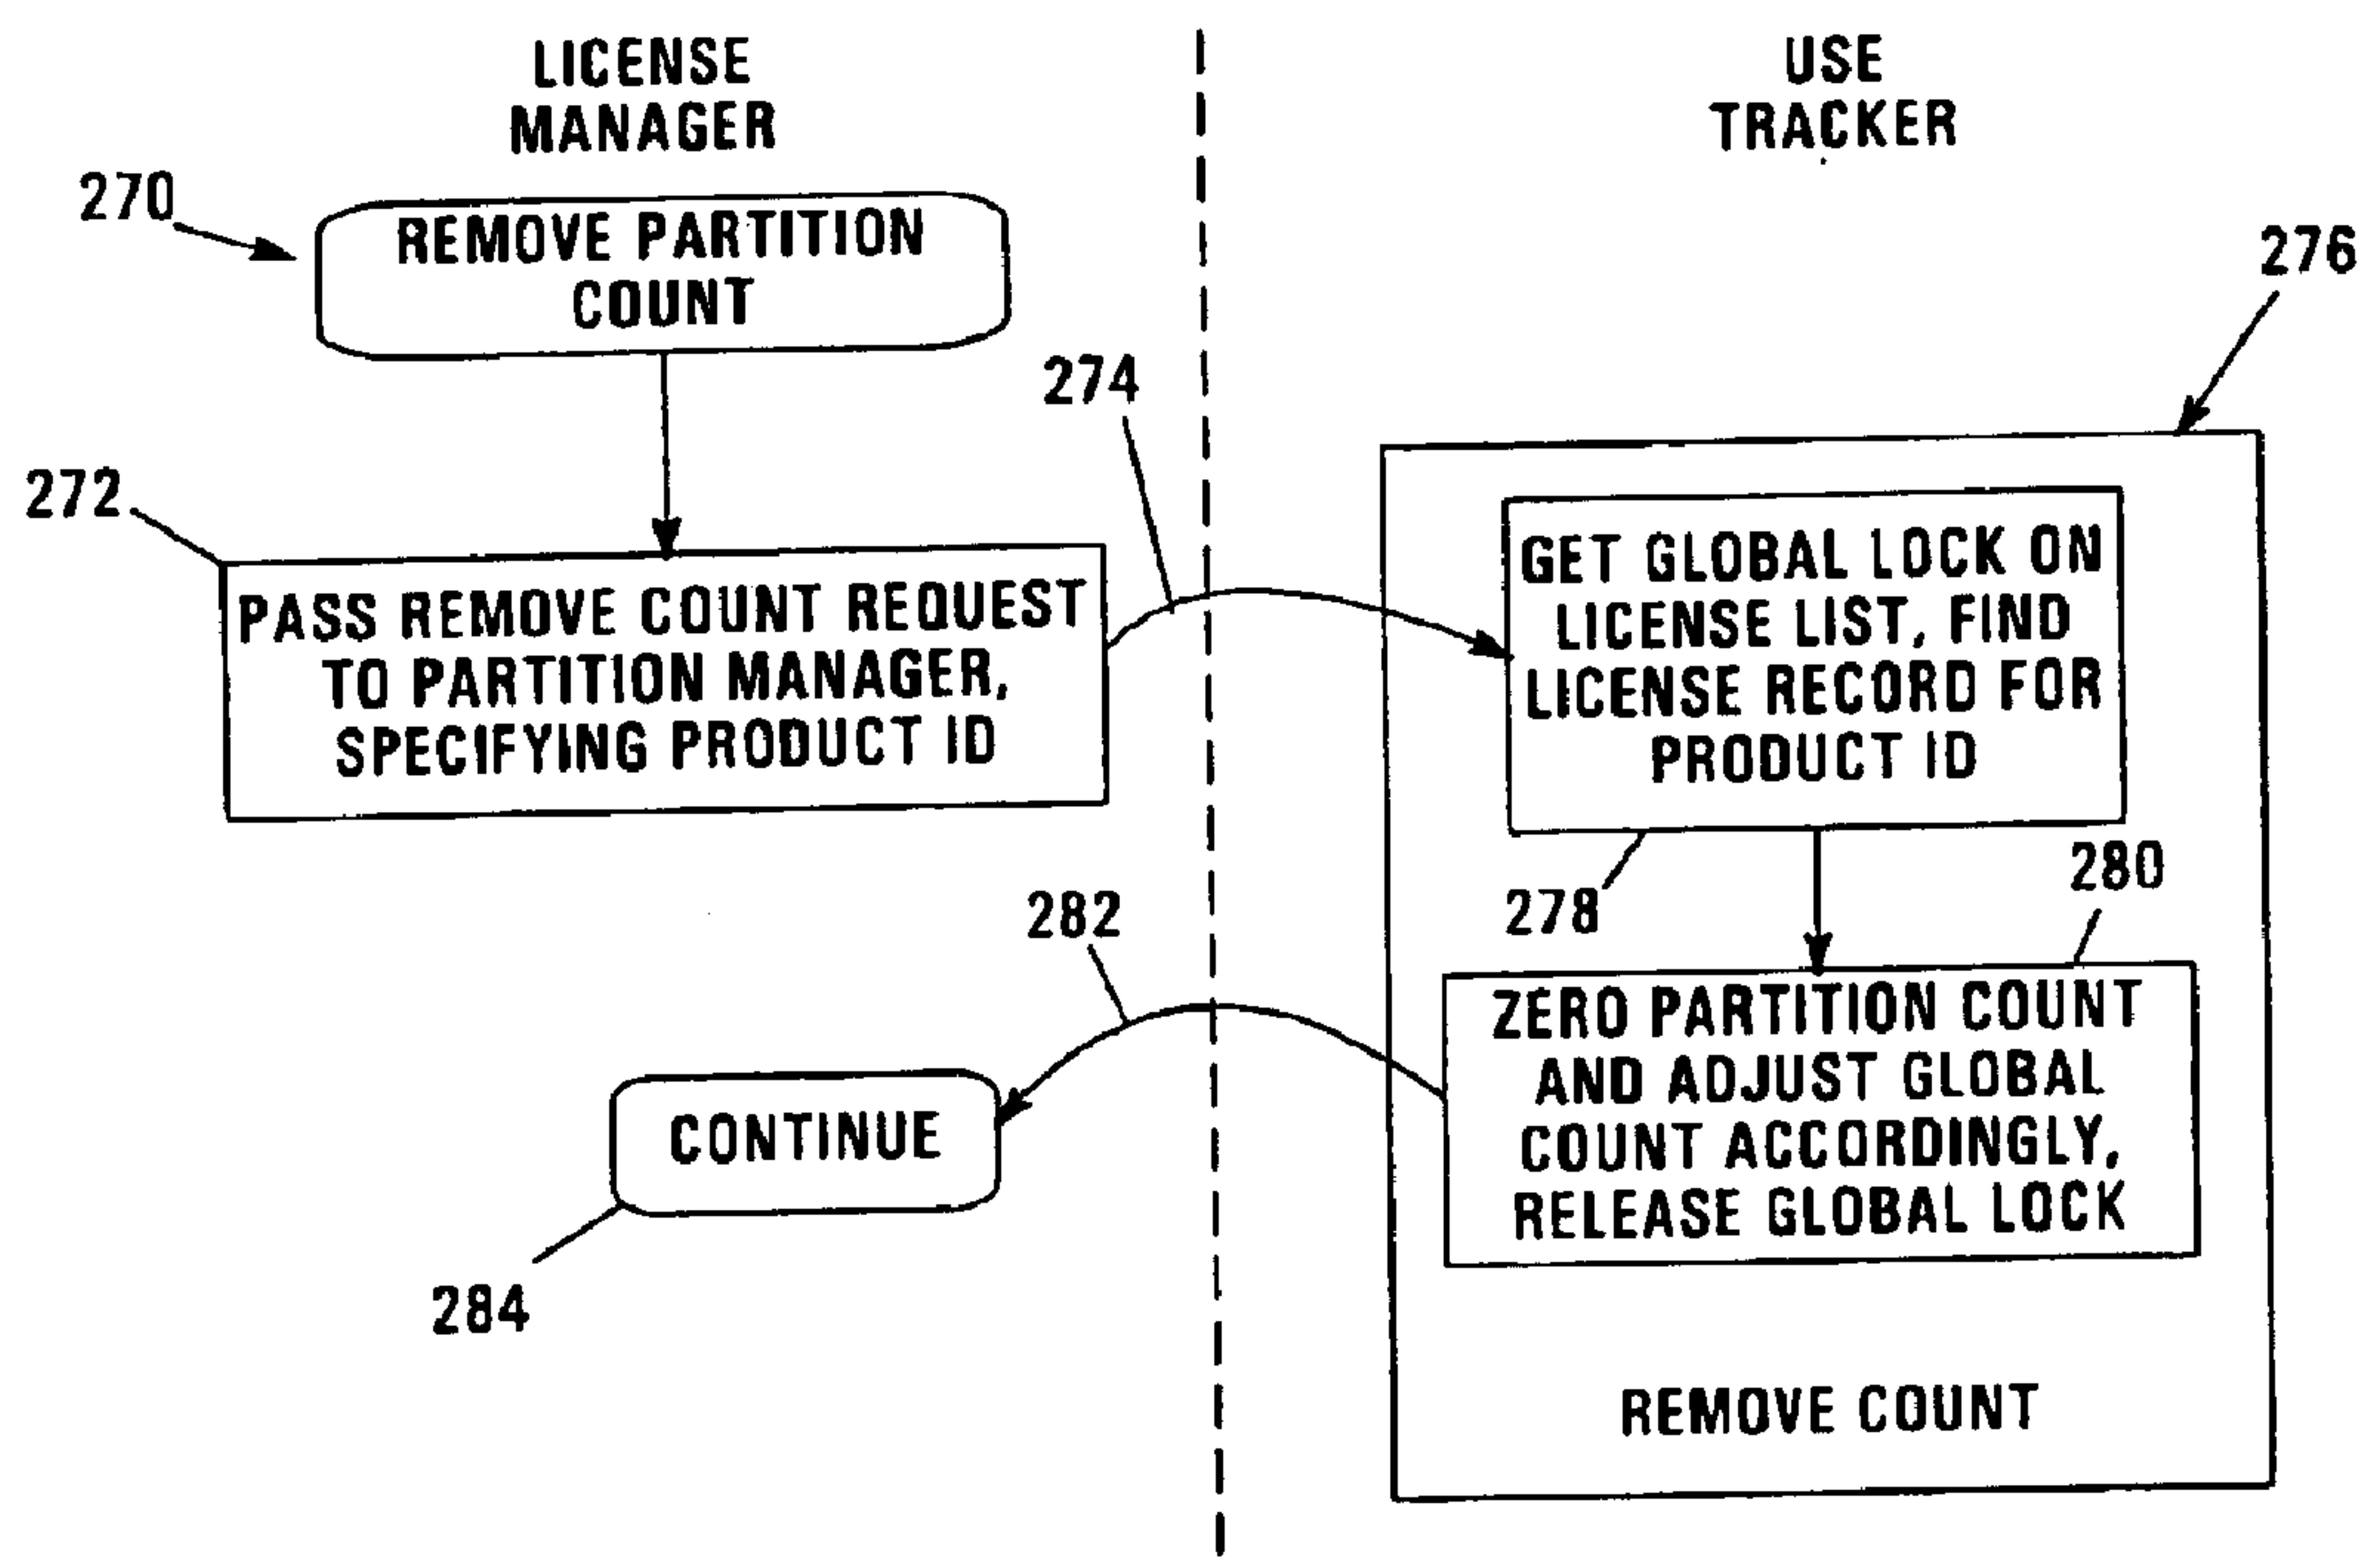 LICENSE
MANAGER
USE
TRACKER
270
REMOVE PARTITION
COUNT
276
274
272
PASS REMOVE COUNT REQUEST
TO PARTITION MANAGER,
SPECIFYING PRODUCT ID
GET GLOBAL LOCK ON
LICENSE LIST, FIND
LICENSE RECORD FOR
PRODUCT ID
278
280
282
ZERO PARTITION COUNT
AND ADJUST GLOBAL
COUNT ACCORDINGLY,
RELEASE GLOBAL LOCK
CONTINUE
284
REMOVE COUNT